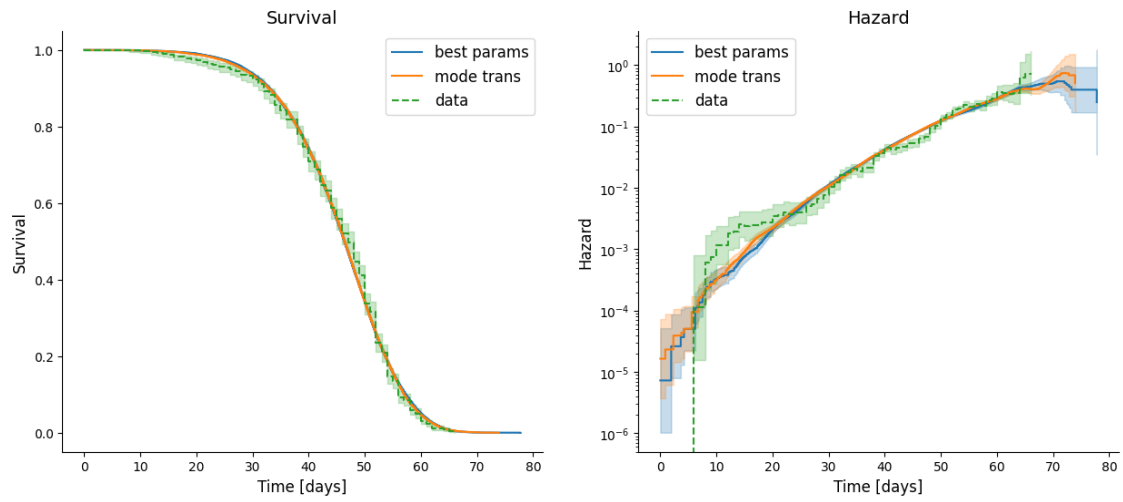 Survival
1.0
0.8
0.6
0.4
0.2
0.0
Survival
best params
mode trans
data
0 10 20 30 40 50 60 70 80
Time [days]
Hazard
10^0
10^-1
10^-2
10^-3
10^-4
10^-5
10^-6
Hazard
best params
mode trans
data
0 10 20 30 40 50 60 70 80
Time [days]